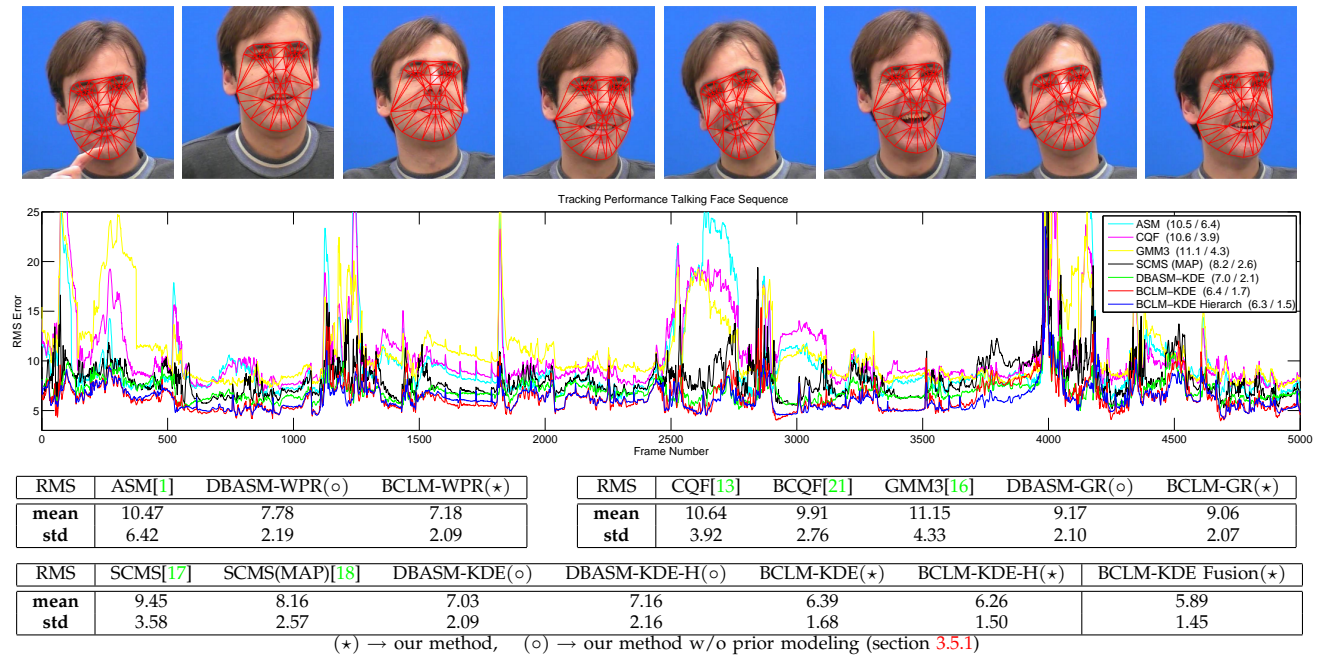 Tracking Performance Talking Face Sequence
25
20
15
10
5
RMS Error
ASM (10.5 / 6.4)
CQF (10.6 / 3.9)
GMM3 (11.1 / 4.3)
SCMS (MAP) (8.2 / 2.6)
DBASM–KDE (7.0 / 2.1)
BCLM–KDE (6.4 / 1.7)
BCLM–KDE Hierarch (6.3 / 1.5)
0 500 1000 1500 2000 2500 3000 3500 4000 4500 5000
Frame Number
RMS ASM[1] DBASM-WPR(○) BCLM-WPR(⋆)
mean 10.47 7.78 7.18
std 6.42 2.19 2.09
RMS CQF[13] BCQF[21] GMM3[16] DBASM-GR(○) BCLM-GR(⋆)
mean 10.64 9.91 11.15 9.17 9.06
std 3.92 2.76 4.33 2.10 2.07
RMS SCMS[17] SCMS(MAP)[18] DBASM-KDE(○) DBASM-KDE-H(○) BCLM-KDE(⋆) BCLM-KDE-H(⋆) BCLM-KDE Fusion(⋆)
mean 9.45 8.16 7.03 7.16 6.39 6.26 5.89
std 3.58 2.57 2.09 2.16 1.68 1.50 1.45
(⋆) → our method, (○) → our method w/o prior modeling (section 3.5.1)